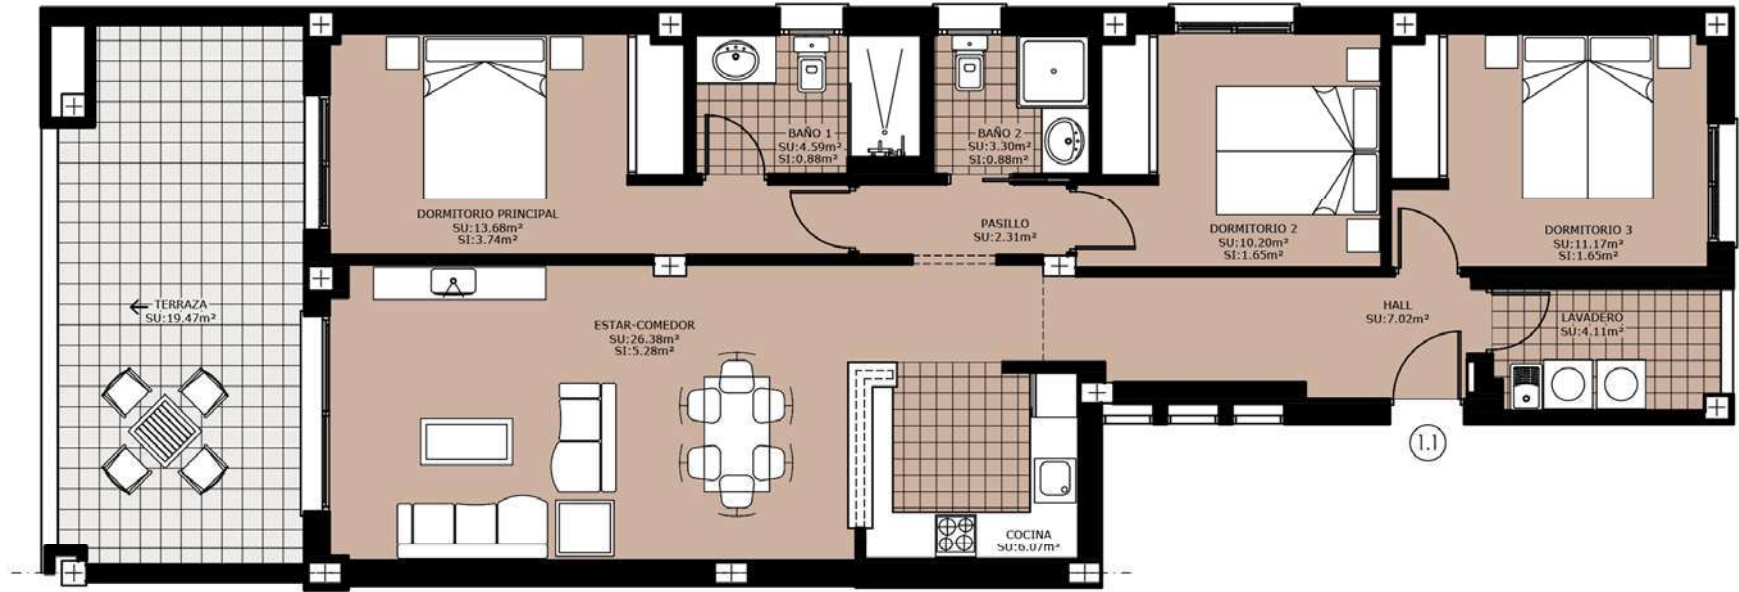 BAÑO 1
SU:4.59m²
SI:0.88m²
BAÑO 2
SU:3.30m²
SI:0.88m²
DORMITORIO PRINCIPAL
SU:13.68m²
SI:3.74m²
PASILLO
SU:2.31m²
DORMITORIO 2
SU:10.20m²
SI:1.65m²
DORMITORIO 3
SU:11.17m²
SI:1.65m²
TERRAZA
SU:19.47m²
ESTAR-COMEDOR
SU:26.38m²
SI:5.28m²
HALL
SU:7.02m²
LAVADERO
SU:4.11m²
1.1
COCINA
SU:6.07m²